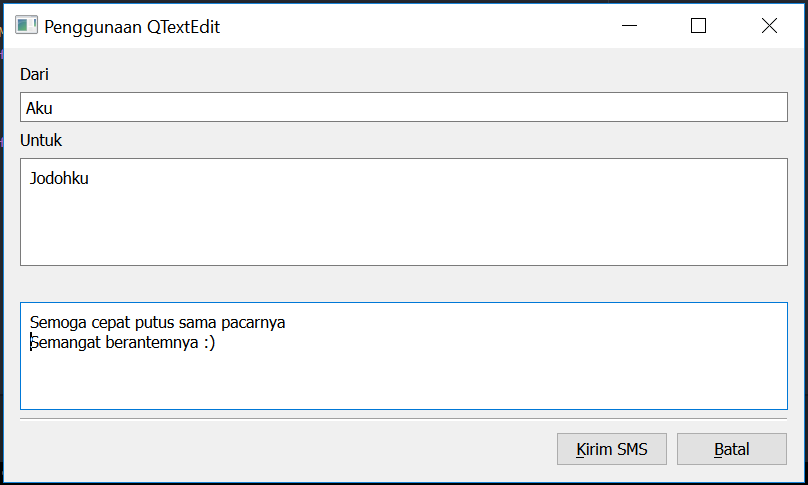 Penggunaan QTextEdit
Dari
Aku
Untuk
Jodohku
Semoga cepat putus sama pacarnya
Semangat berantemnya :)
Kirim SMS
Batal